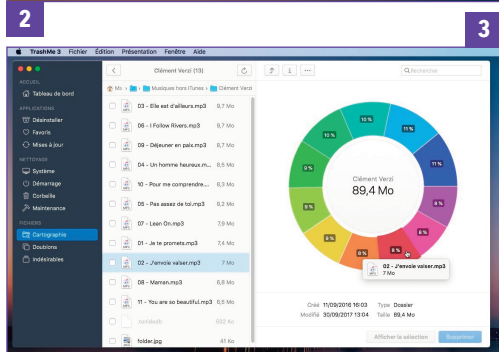 2
3
TrashMe 3 Fichier Édition Présentation Fenêtre Aide
ACCUEIL
Tableau de bord
APPLICATIONS
Désinstaller
Favoris
Mises à jour
NETTOYAGE
Système
Démarrage
Corbeille
Maintenance
FICHIERS
Cartographie
Doublons
Indésirables
Clément Verzi (13)
Musiques hors iTunes › Clément Verzi
03 - Elle est d'ailleurs.mp3 9,7 Mo
06 - I Follow Rivers.mp3 9,7 Mo
09 - Déjeuner en paix.mp3 8,7 Mo
04 - Un homme heureux.m...
10 - Pour me comprendre.... 8,3 Mo
05 - Pas assez de toi.mp3 8,2 Mo
07 - Lean On.mp3 7,9 Mo
01 - Je te promets.mp3 7,4 Mo
02 - J'envoie valser.mp3 7 Mo
08 - Maman.mp3 6,8 Mo
11 - You are so beautiful.mp3 6,6 Mo
folder.jpg 41 Ko
Rechercher
10 %
11 %
10 %
11 %
9 %
9 %
9 %
8 %
9 %
8 %
8 %
Clément Verzi
89,4 Mo
02 - J'envoie valser.mp3
7 Mo
Créé 11/09/2016 16:03 Type Dossier
Modifié 30/09/2017 13:04 Taille 89,4 Mo
Afficher la sélection
Supprimer